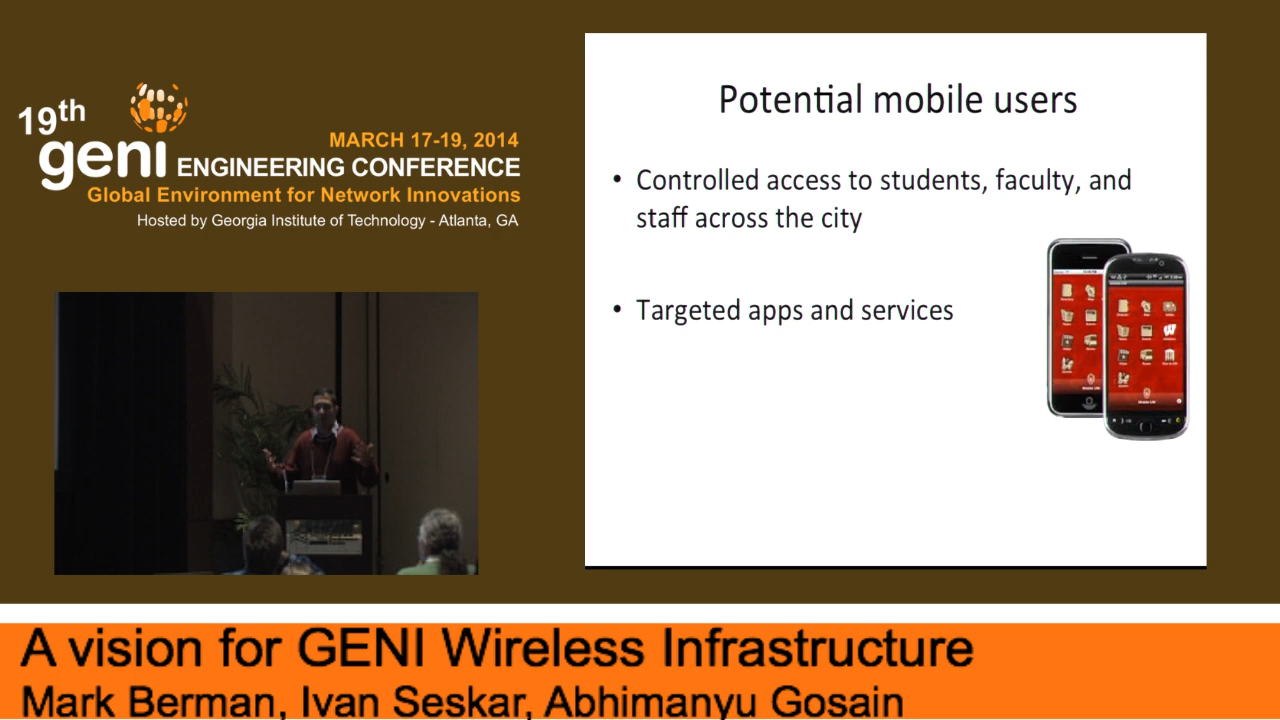 19th
geni ENGINEERING CONFERENCE
MARCH 17-19, 2014
Global Environment for Network Innovations
Hosted by Georgia Institute of Technology - Atlanta, GA
Potential mobile users
• Controlled access to students, faculty, and
staff across the city
• Targeted apps and services
A vision for GENI Wireless Infrastructure
Mark Berman, Ivan Seskar, Abhimanyu Gosain